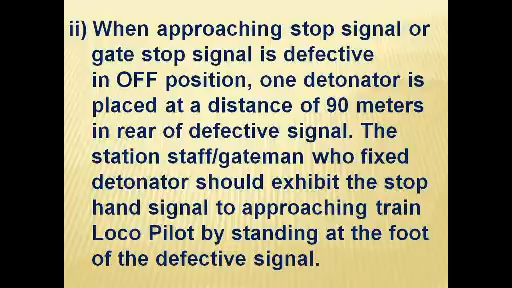 ii) When approaching stop signal or
gate stop signal is defective
in OFF position, one detonator is
placed at a distance of 90 meters
in rear of defective signal. The
station staff/gateman who fixed
detonator should exhibit the stop
hand signal to approaching train
Loco Pilot by standing at the foot
of the defective signal.